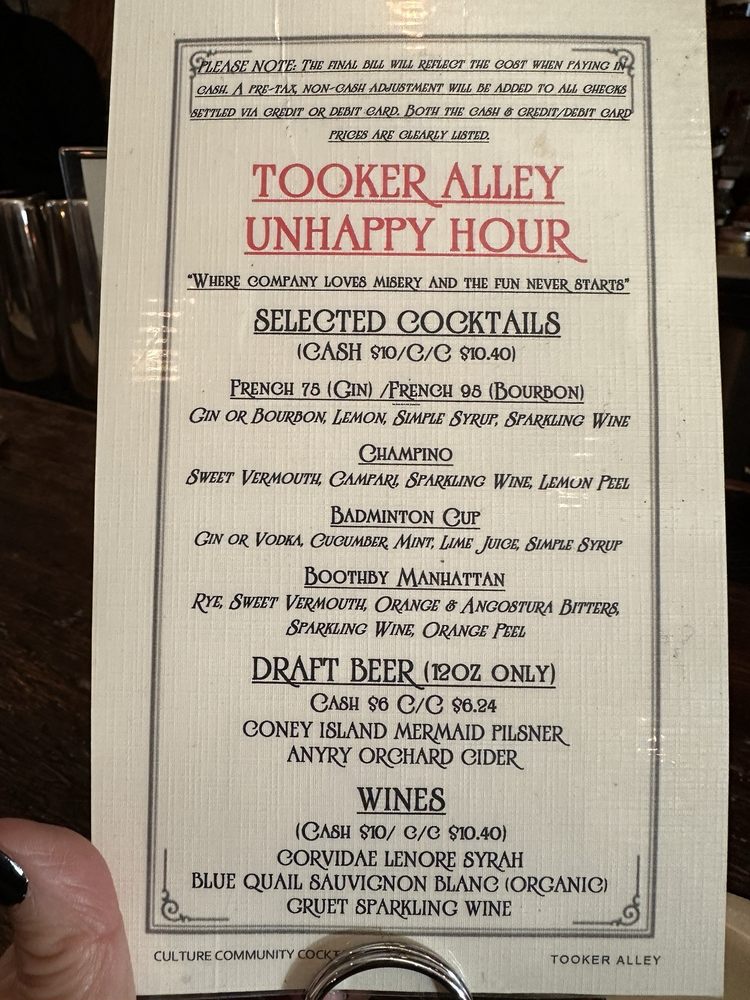 PLEASE NOTE: THE FINAL BILL WILL REFLECT THE COST WHEN PAYING IN
CASH. A PRE-TAX, NON-CASH ADJUSTMENT WILL BE ADDED TO ALL CHECKS
SETTLED VIA CREDIT OR DEBIT CARD. BOTH THE CASH & CREDIT/DEBIT CARD
PRICES ARE CLEARLY LISTED.
TOOKER ALLEY
UNHAPPY HOUR
"WHERE COMPANY LOVES MISERY AND THE FUN NEVER STARTS"
SELECTED COCKTAILS
(CASH $10/C/C $10.40)
FRENCH 75 (GIN) /FRENCH 95 (BOURBON)
GIN OR BOURBON, LEMON, SIMPLE SYRUP, SPARKLING WINE
CHAMPINO
SWEET VERMOUTH, CAMPARI, SPARKLING WINE, LEMON PEEL
BADMINTON CUP
GIN OR VODKA, CUCUMBER, MINT, LIME JUICE, SIMPLE SYRUP
BOOTHBY MANHATTAN
RYE, SWEET VERMOUTH, ORANGE & ANGOSTURA BITTERS,
SPARKLING WINE, ORANGE PEEL
DRAFT BEER (12OZ ONLY)
CASH $6 C/C $6.24
CONEY ISLAND MERMAID PILSNER
ANYRY ORCHARD CIDER
WINES
(CASH $10/ C/C $10.40)
CORVIDAE LENORE SYRAH
BLUE QUAIL SAUVIGNON BLANC (ORGANIC)
GRUET SPARKLING WINE
CULTURE COMMUNITY
TOOKER ALLEY